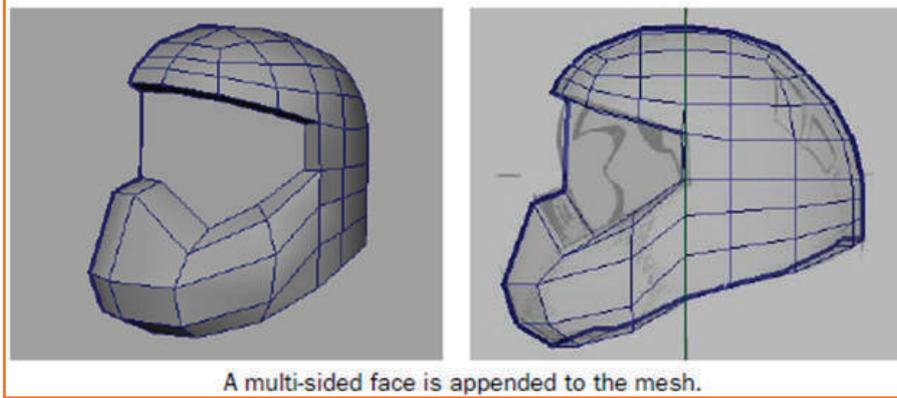 A multi-sided face is appended to the mesh.